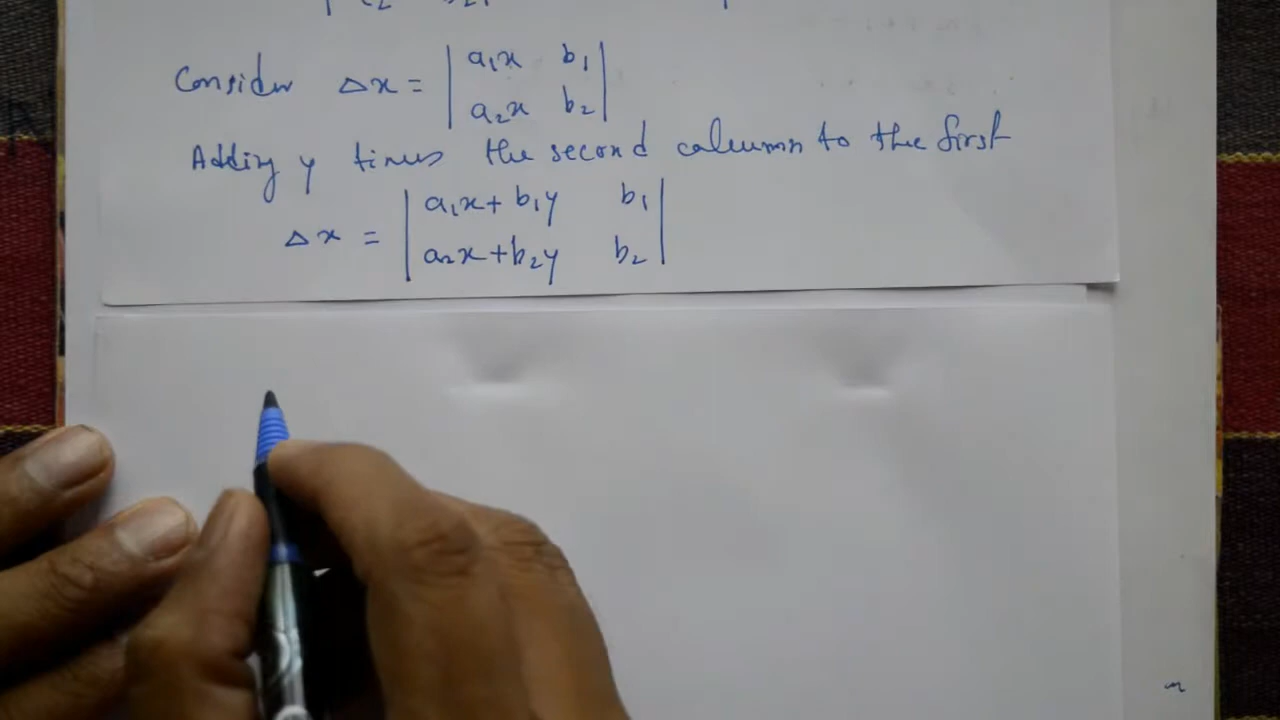 Consider Δx = | a₁x b₁ |
| a₂x b₂ |
Adding y times the second column to the first
Δx = | a₁x + b₁y b₁ |
| a₂x + b₂y b₂ |